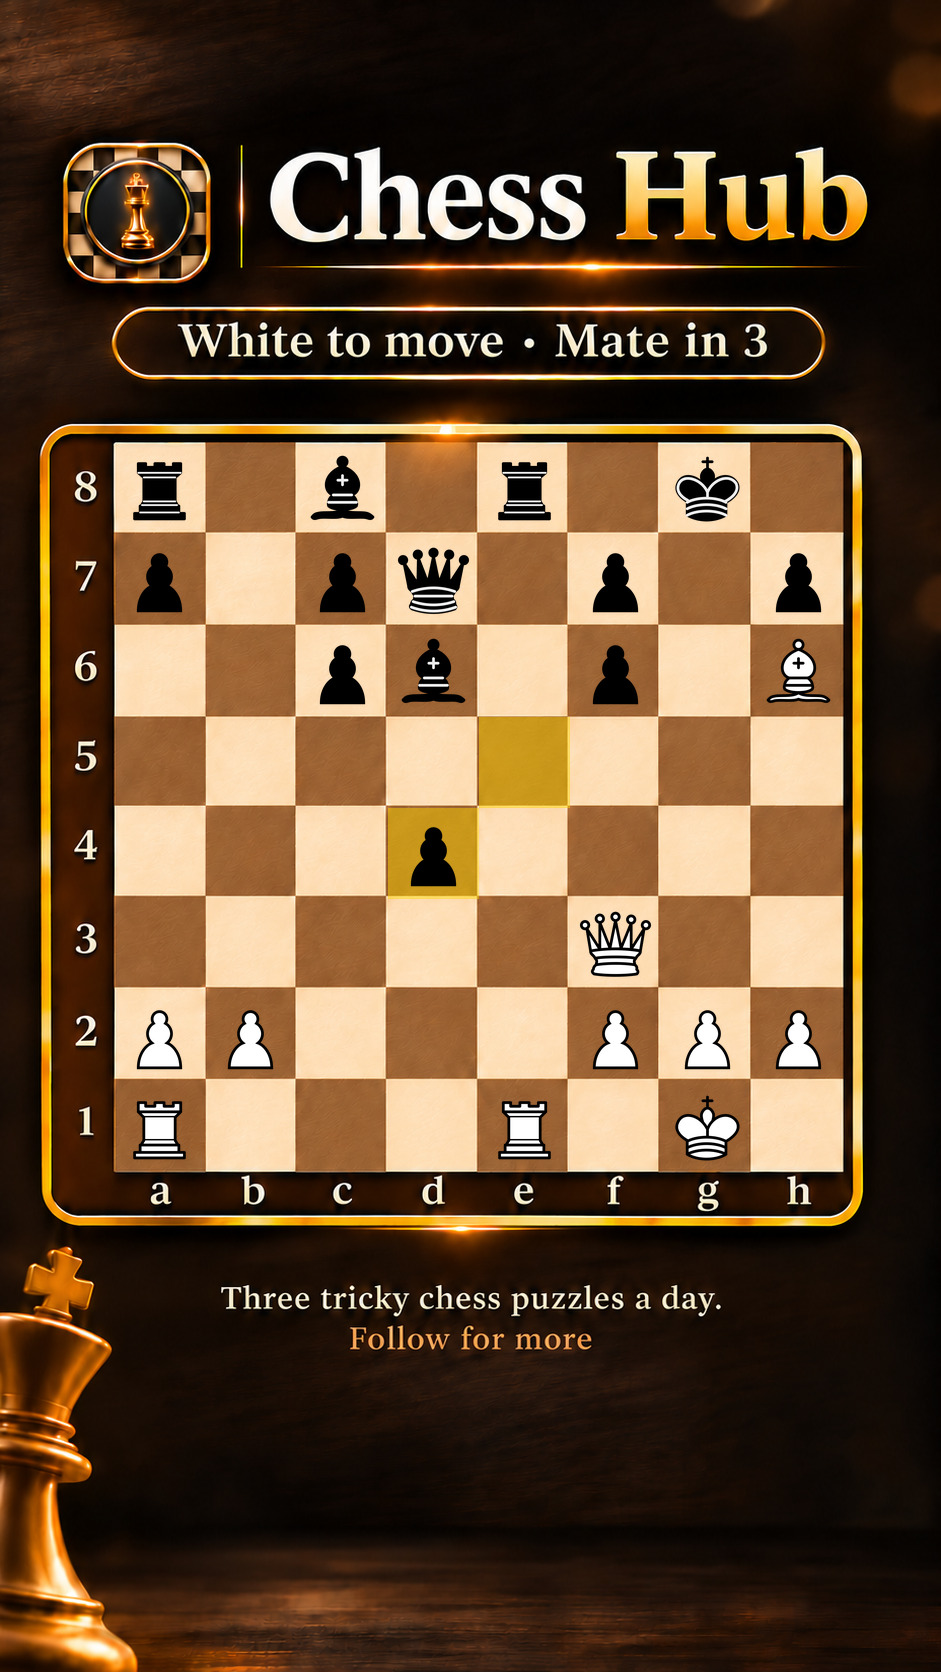 Chess Hub
White to move • Mate in 3
8
7
6
5
4
3
2
1
a b c d e f g h
Three tricky chess puzzles a day.
Follow for more